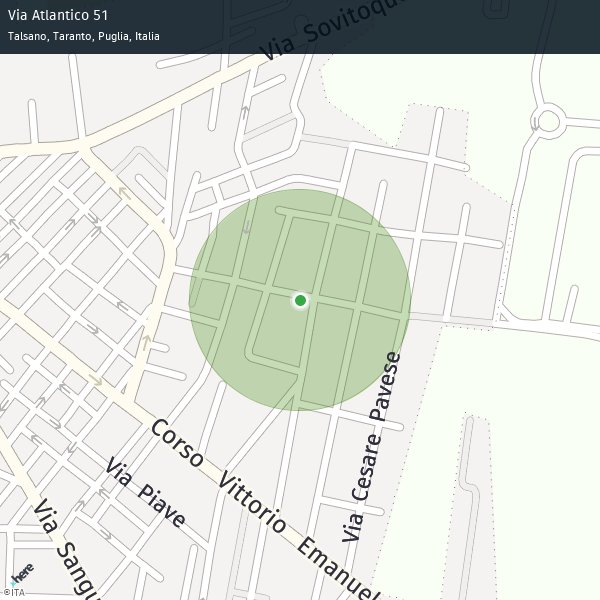 Via Atlantico 51
Talsano, Taranto, Puglia, Italia
Via Sovitoqu
Via Cesare Pavese
Corso Vittorio Emanuel
Via Piave
Via Sangu
here
©ITA